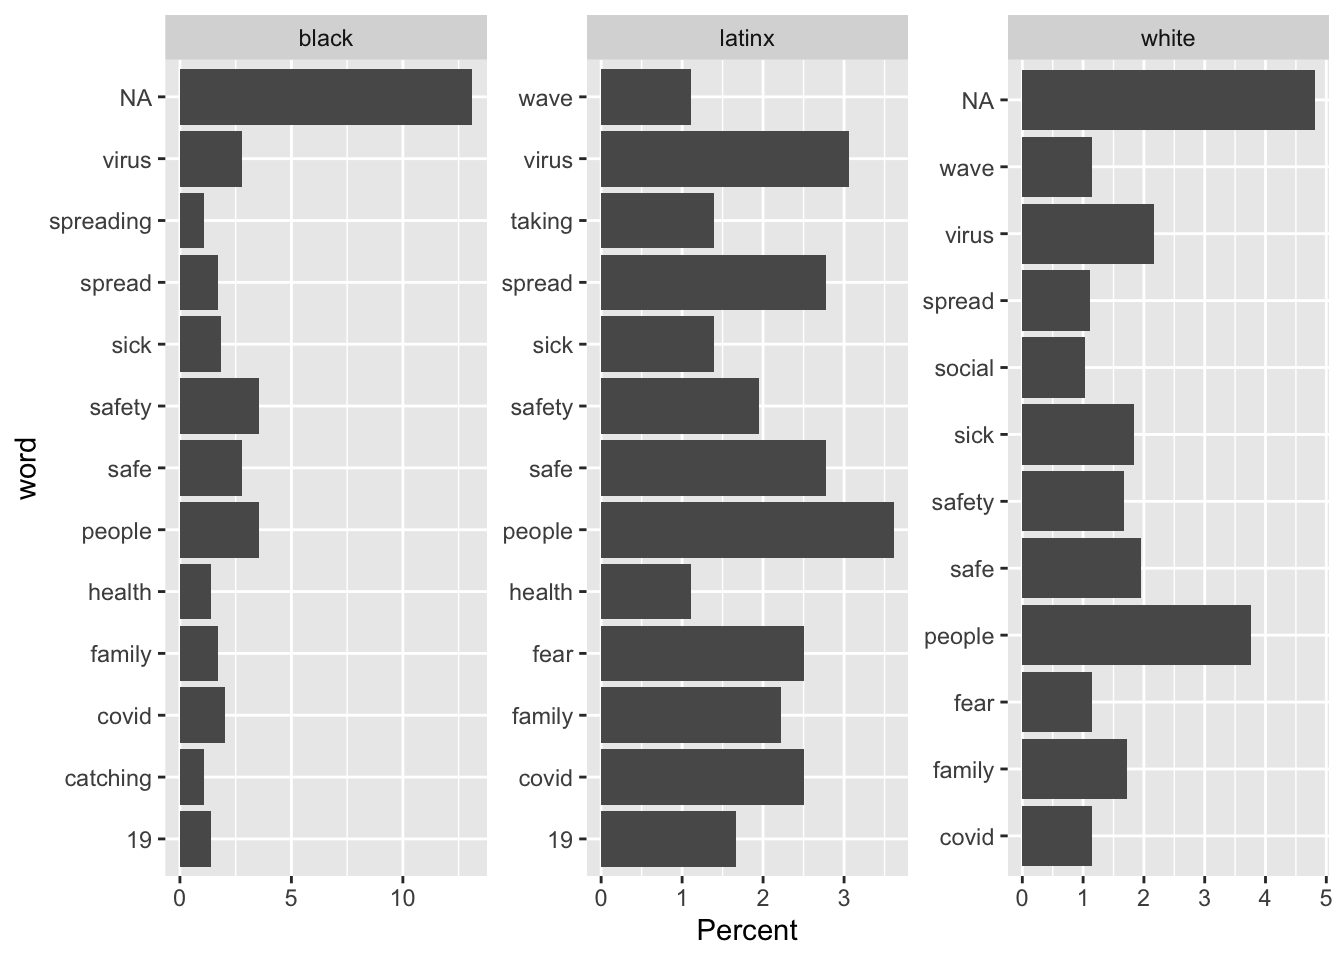 black
latinx
white
word
NA
virus
spreading
spread
sick
safety
safe
people
health
family
covid
catching
19
0 5 10
wave
virus
taking
spread
sick
safety
safe
people
health
fear
family
covid
19
0 1 2 3
NA
wave
virus
spread
social
sick
safety
safe
people
fear
family
covid
0 1 2 3 4 5
Percent